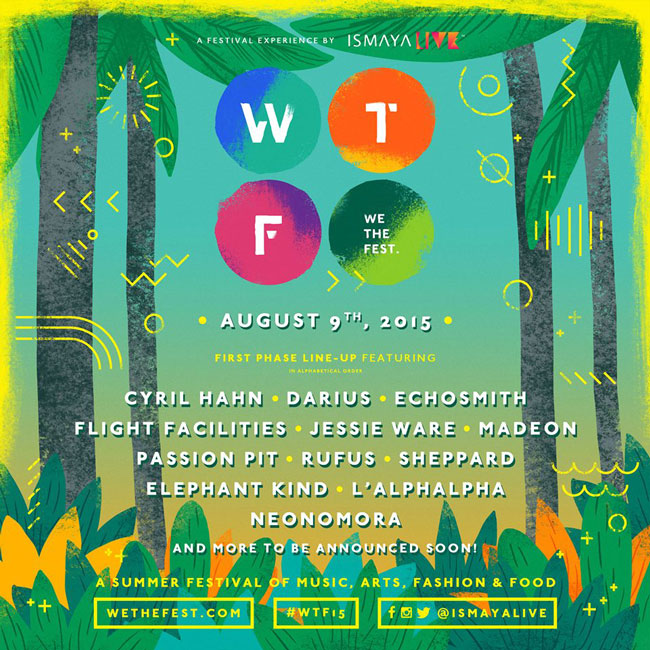 A FESTIVAL EXPERIENCE BY ISMAYA LIVE™
W T
F WE THE FEST.
• AUGUST 9TH, 2015 •
FIRST PHASE LINE-UP FEATURING
IN ALPHABETICAL ORDER
CYRIL HAHN • DARIUS • ECHOSMITH
FLIGHT FACILITIES • JESSIE WARE • MADEON
PASSION PIT • RUFUS • SHEPPARD
ELEPHANT KIND • L'ALPHALPHA
NEONOMORA
AND MORE TO BE ANNOUNCED SOON!
A SUMMER FESTIVAL OF MUSIC, ARTS, FASHION & FOOD
WETHEFEST.COM #WTF15 @ISMAYALIVE